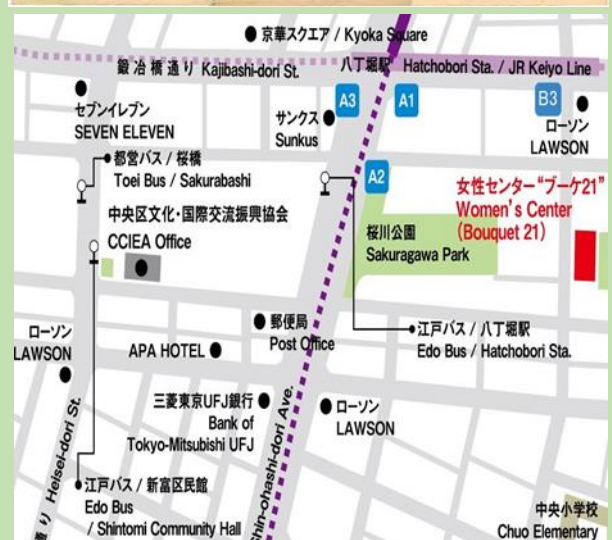 京華スクエア / Kyoka Square
鍛冶橋通り Kajibashi-dori St.
八丁堀駅 Hatchobori Sta. / JR Keiyo Line
A3
A1
B3
セブンイレブン
SEVEN ELEVEN
サンクス
Sunkus
ローソン
LAWSON
都営バス / 桜橋
Toei Bus / Sakurabashi
A2
女性センター“ブーケ21”
Women's Center
(Bouquet 21)
中央区文化・国際交流振興協会
CCIEA Office
桜川公園
Sakuragawa Park
郵便局
Post Office
江戸バス / 八丁堀駅
Edo Bus / Hatchobori Sta.
ローソン
LAWSON
APA HOTEL
三菱東京UFJ銀行
Bank of
Tokyo-Mitsubishi UFJ
ローソン
LAWSON
通り Heisei-dori St.
Shin-ohashi-dori Ave.
江戸バス / 新富区民館
Edo Bus
/ Shintomi Community Hall
中央小学校
Chuo Elementary